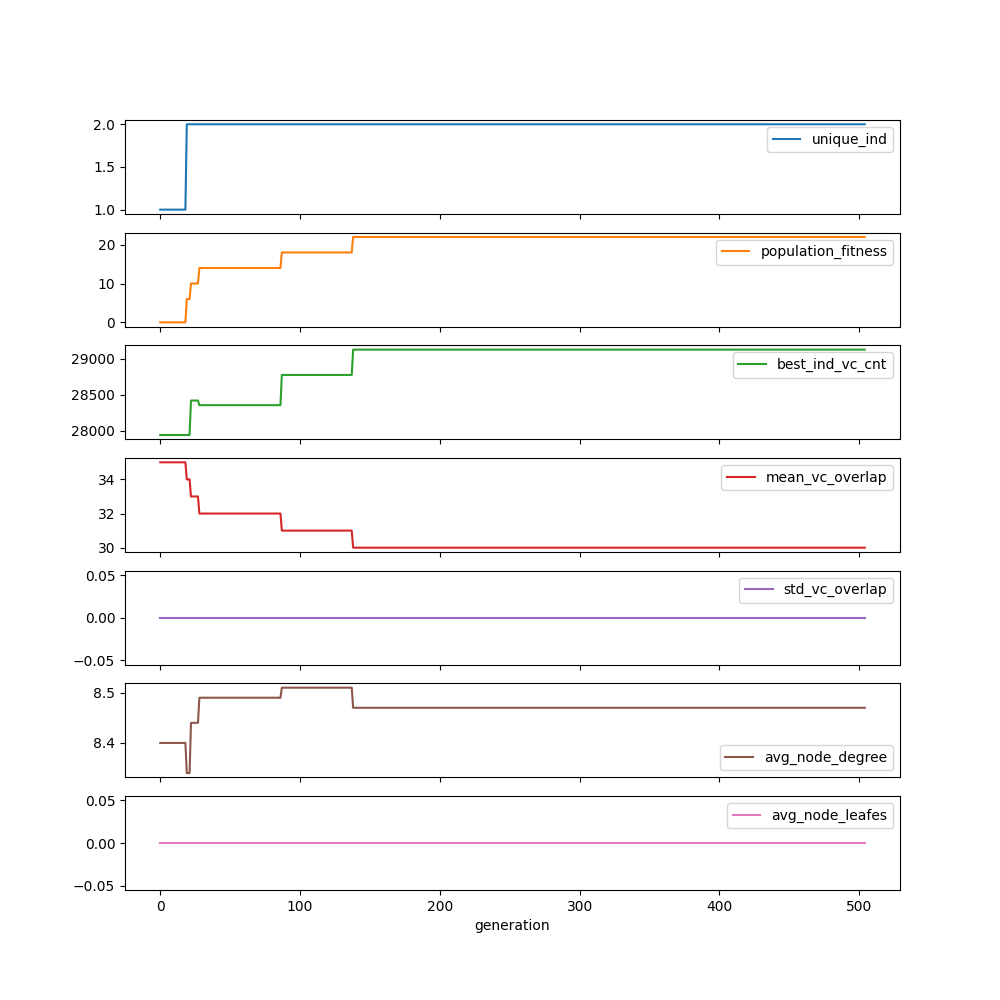 2.0
1.5
1.0
unique_ind
20
10
0
population_fitness
29000
28500
28000
best_ind_vc_cnt
34
32
30
mean_vc_overlap
0.05
0.00
−0.05
std_vc_overlap
8.5
8.4
avg_node_degree
0.05
0.00
−0.05
avg_node_leafes
0 100 200 300 400 500
generation